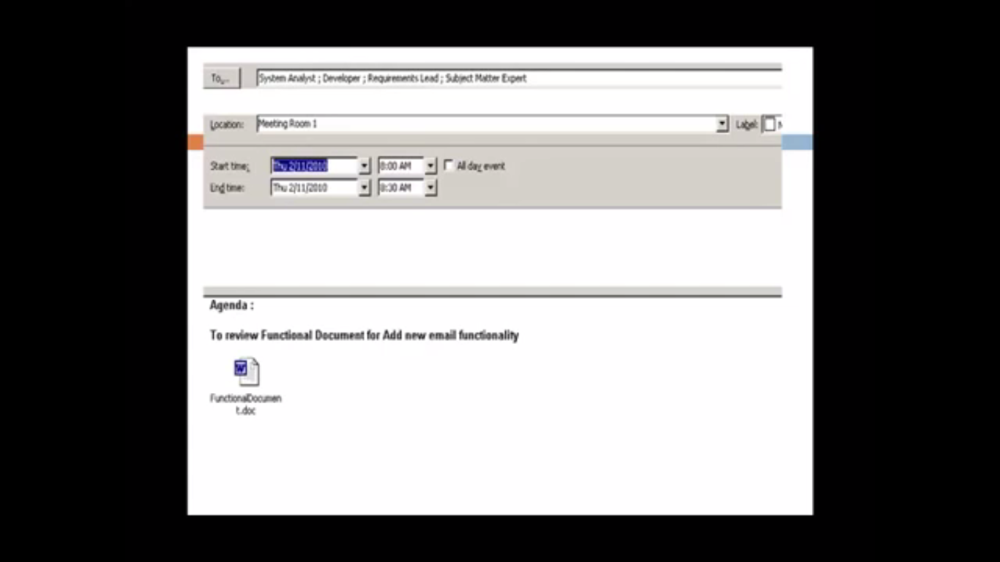 To...
System Analyst ; Developer ; Requirements Lead ; Subject Matter Expert
Location: Meeting Room 1 Label:
Start time: Thu 2/11/2010 8:00 AM All day event
End time: Thu 2/11/2010 8:30 AM
Agenda :
To review Functional Document for Add new email functionality
W
FunctionalDocumen
t.doc